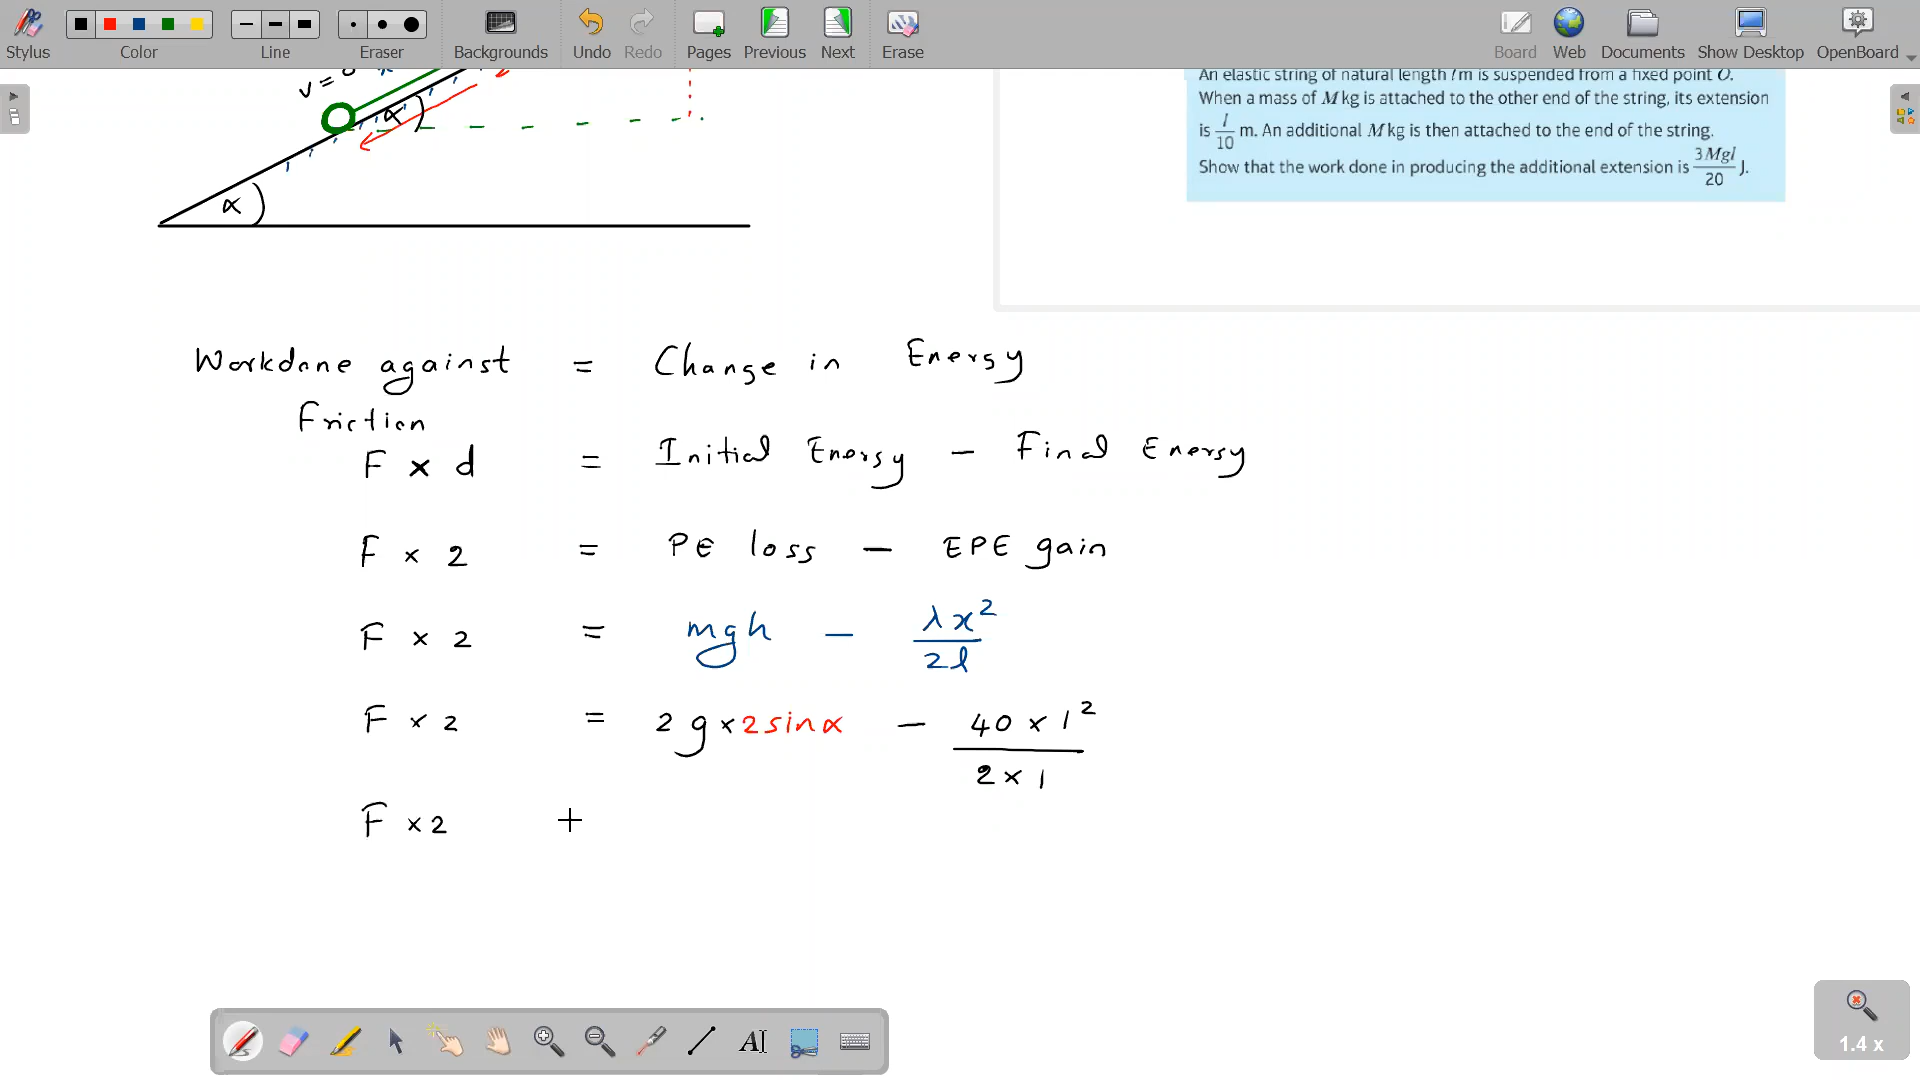 Stylus Color Line Eraser Backgrounds Undo Redo Pages Previous Next Erase Board Web Documents Show Desktop OpenBoard
v = 0
α
α
An elastic string of natural length l m is suspended from a fixed point O.
When a mass of M kg is attached to the other end of the string, its extension
is l/10 m. An additional M kg is then attached to the end of the string.
Show that the work done in producing the additional extension is 3Mgl/20 J.
Workdone against = Change in Energy
Friction
F × d = Initial Energy − Final Energy
F × 2 = PE loss − EPE gain
F × 2 = mgh − λx²/2l
F × 2 = 2g × 2sinα − 40 × 1²/2 × 1
F × 2
1.4 x